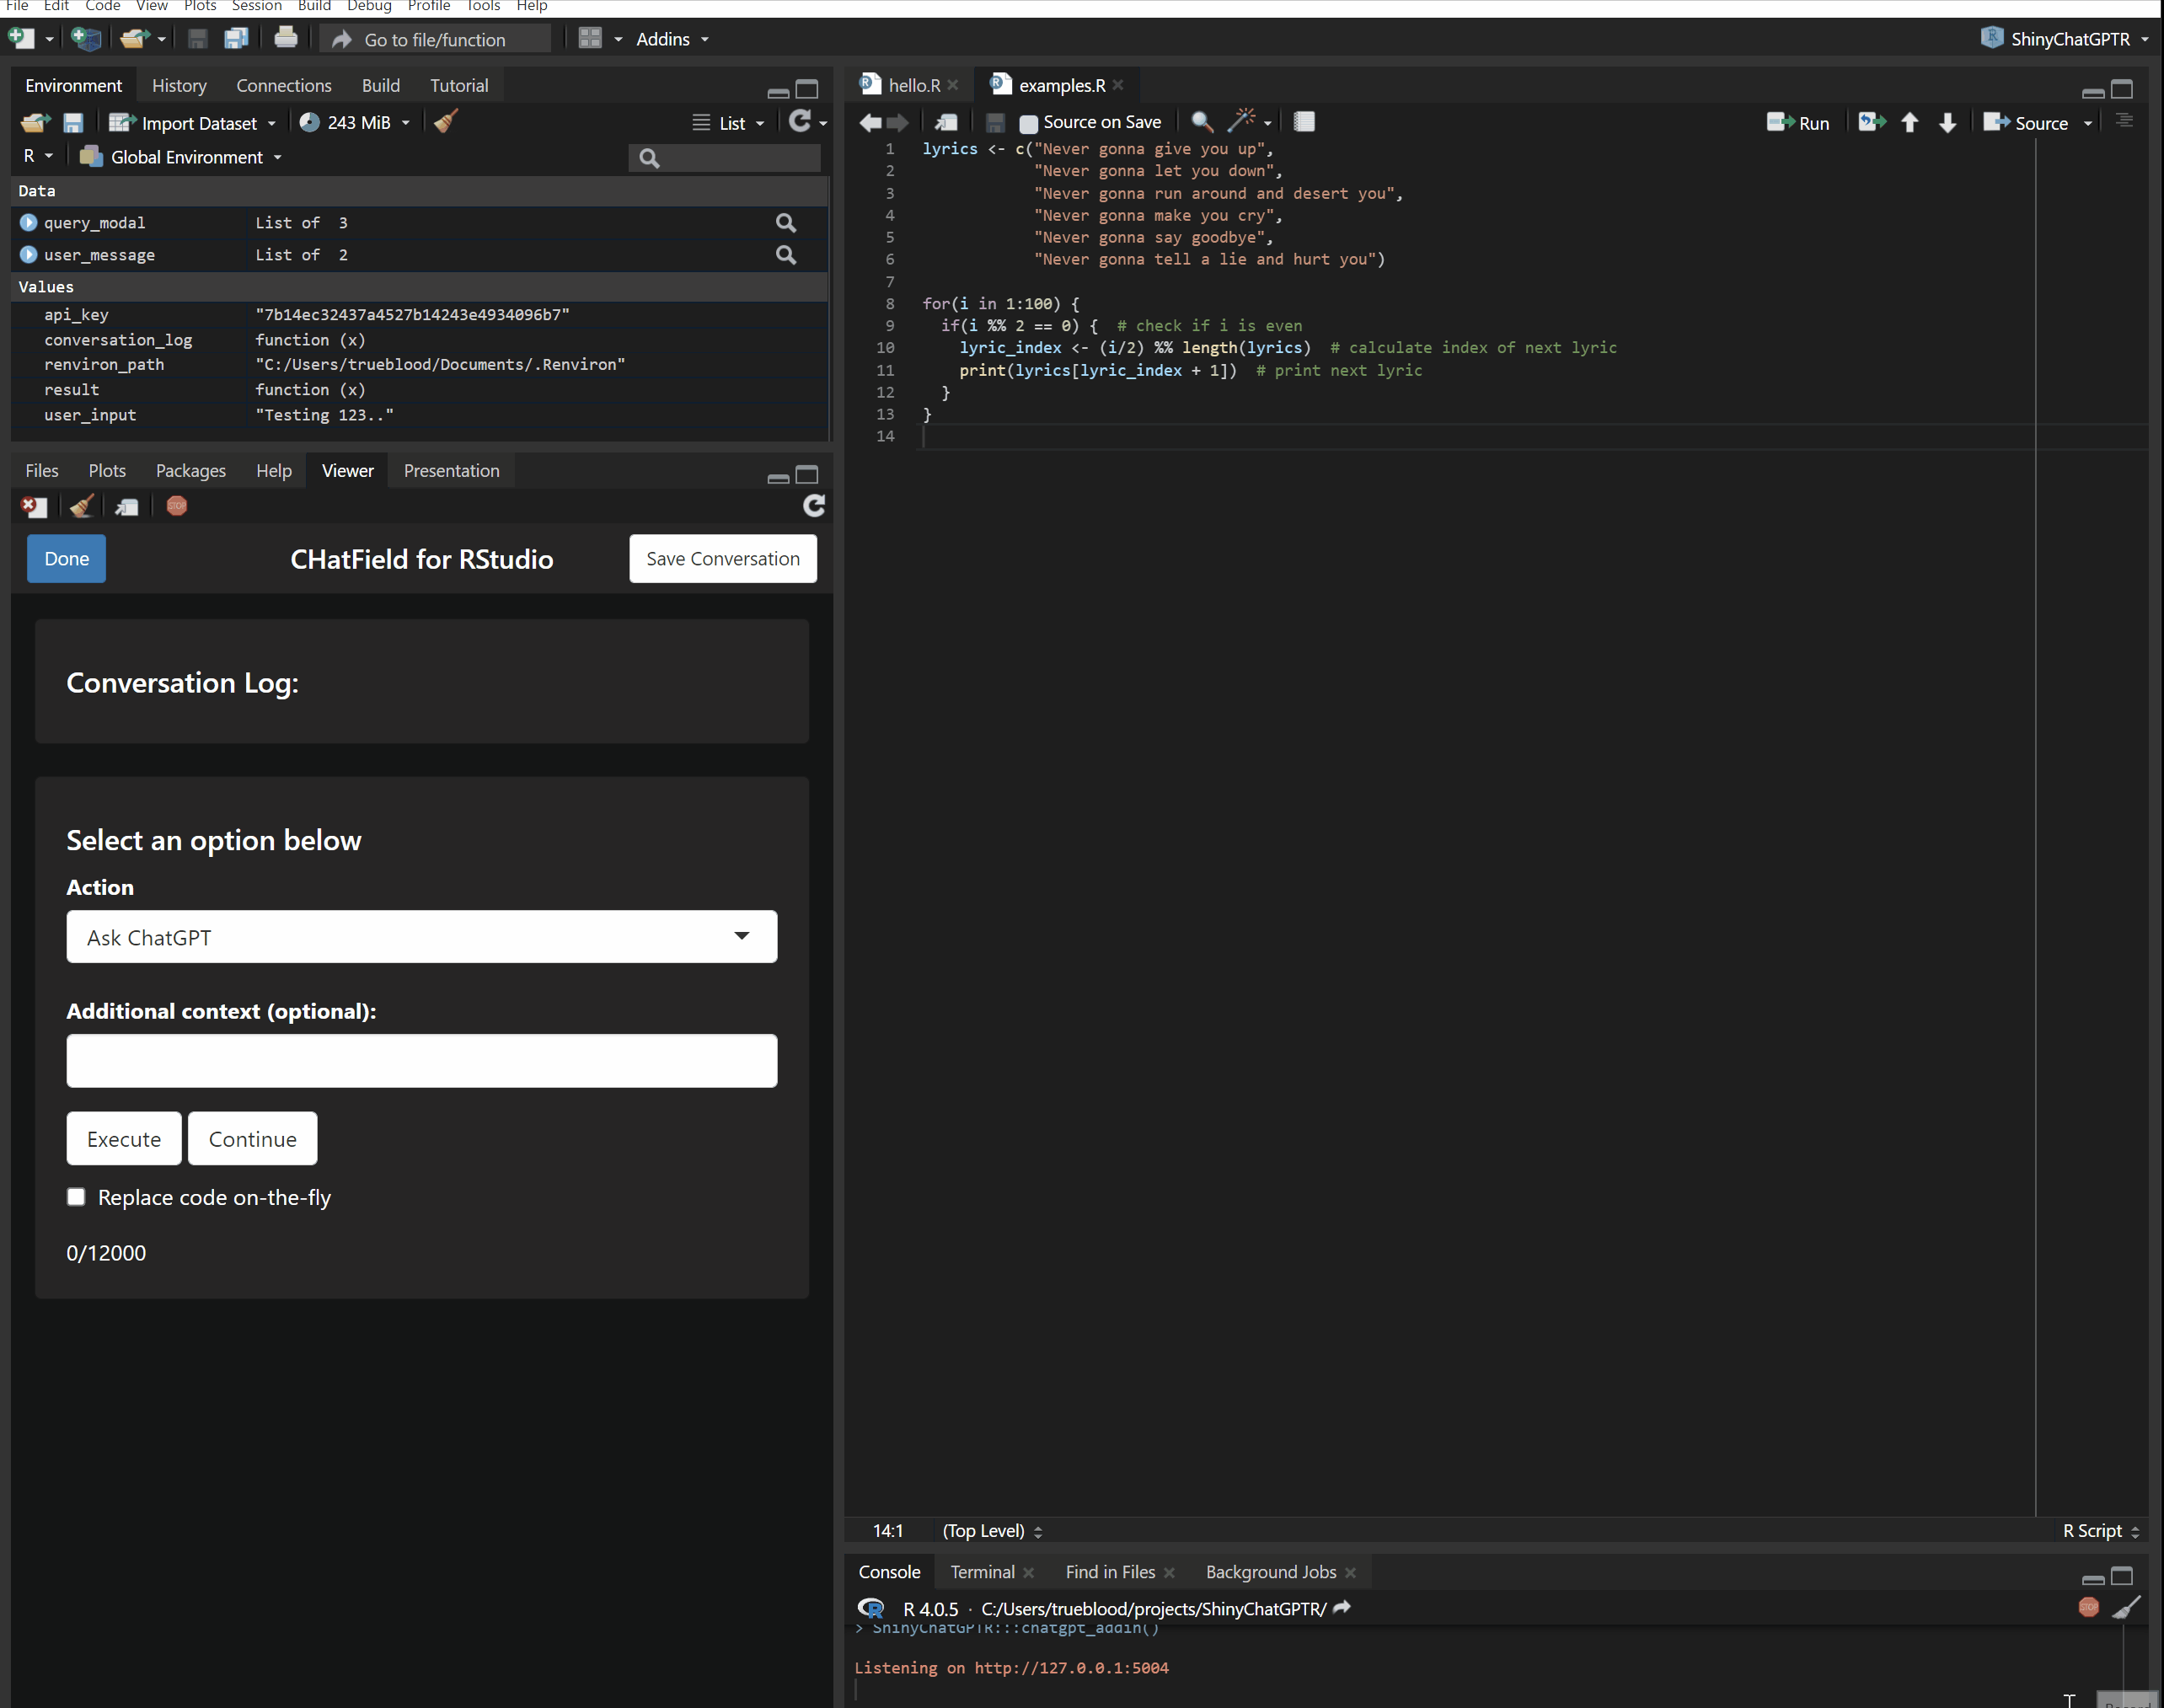 File Edit Code View Plots Session Build Debug Profile Tools Help
Go to file/function
Addins
ShinyChatGPTR
Environment History Connections Build Tutorial
Import Dataset 243 MiB List
R Global Environment
Data
query_modal List of 3
user_message List of 2
Values
api_key "7b14ec32437a4527b14243e4934096b7"
conversation_log function (x)
renviron_path "C:/Users/trueblood/Documents/.Renviron"
result function (x)
user_input "Testing 123.."
Files Plots Packages Help Viewer Presentation
STOP
Done CHatField for RStudio Save Conversation
Conversation Log:
Select an option below
Action
Ask ChatGPT
Additional context (optional):
Execute Continue
Replace code on-the-fly
0/12000
hello.R examples.R
Source on Save Run Source
1 lyrics <- c("Never gonna give you up",
2 "Never gonna let you down",
3 "Never gonna run around and desert you",
4 "Never gonna make you cry",
5 "Never gonna say goodbye",
6 "Never gonna tell a lie and hurt you")
7
8 for(i in 1:100) {
9 if(i %% 2 == 0) { # check if i is even
10 lyric_index <- (i/2) %% length(lyrics) # calculate index of next lyric
11 print(lyrics[lyric_index + 1]) # print next lyric
12 }
13 }
14
14:1 (Top Level) R Script
Console Terminal Find in Files Background Jobs
R 4.0.5 · C:/Users/trueblood/projects/ShinyChatGPTR/
STOP
> ShinyChatGPTR:::chatgpt_addin()
Listening on http://127.0.0.1:5004